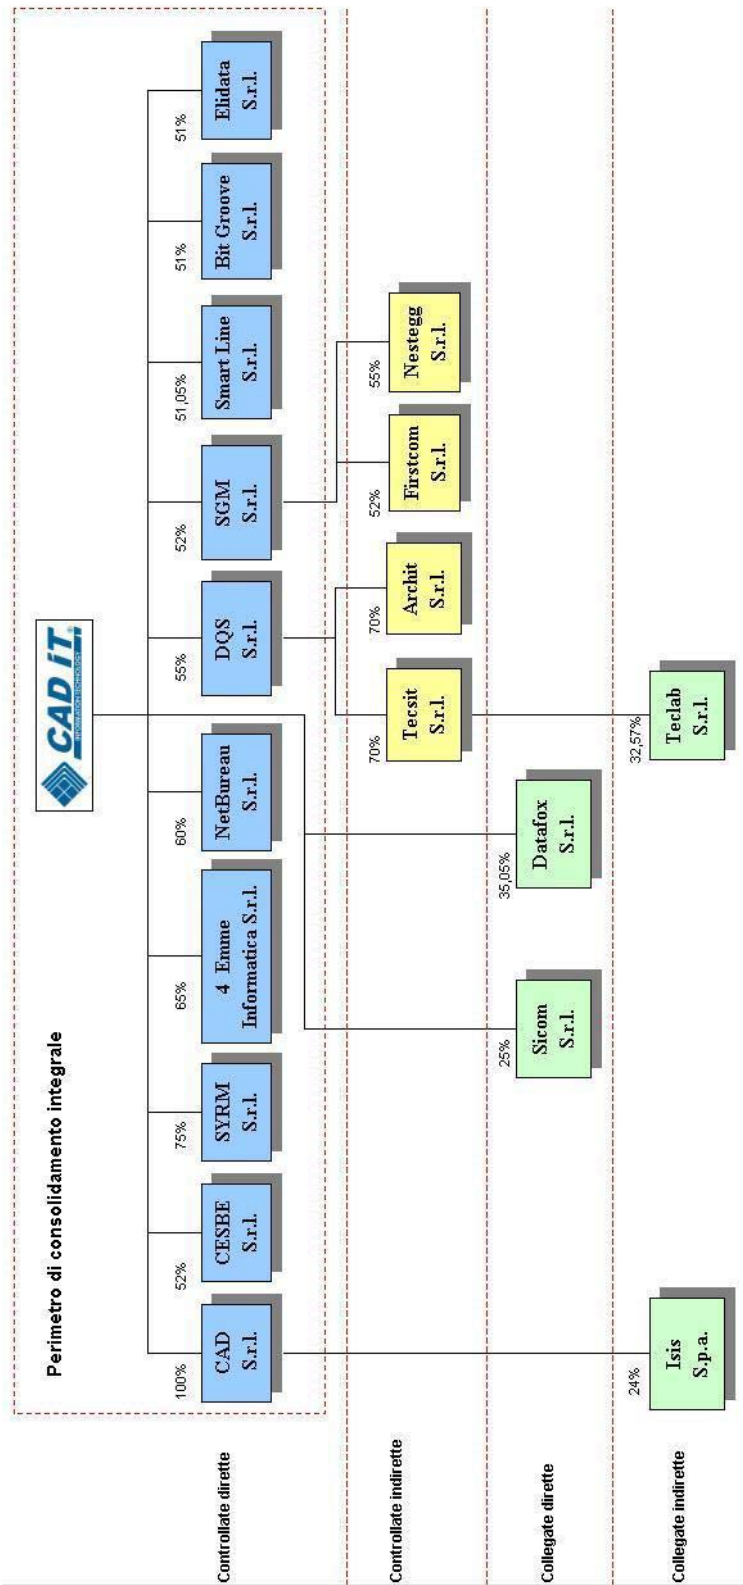 Perimetro di consolidamento integrale
CAD iT
INFORMATION TECHNOLOGY
Controllate dirette
100%
CAD
S.r.l.
52%
CESBE
S.r.l.
75%
SYRM
S.r.l.
65%
4 Emme
Informatica S.r.l.
60%
NetBureau
S.r.l.
55%
DQS
S.r.l.
52%
SGM
S.r.l.
51,05%
Smart Line
S.r.l.
51%
Bit Groove
S.r.l.
51%
Elidata
S.r.l.
Controllate indirette
70%
Tecsit
S.r.l.
70%
Archit
S.r.l.
52%
Firstcom
S.r.l.
55%
Nestegg
S.r.l.
Collegate dirette
25%
Sicom
S.r.l.
35,05%
Datafox
S.r.l.
Collegate indirette
24%
Isis
S.p.a.
32,57%
Teclab
S.r.l.